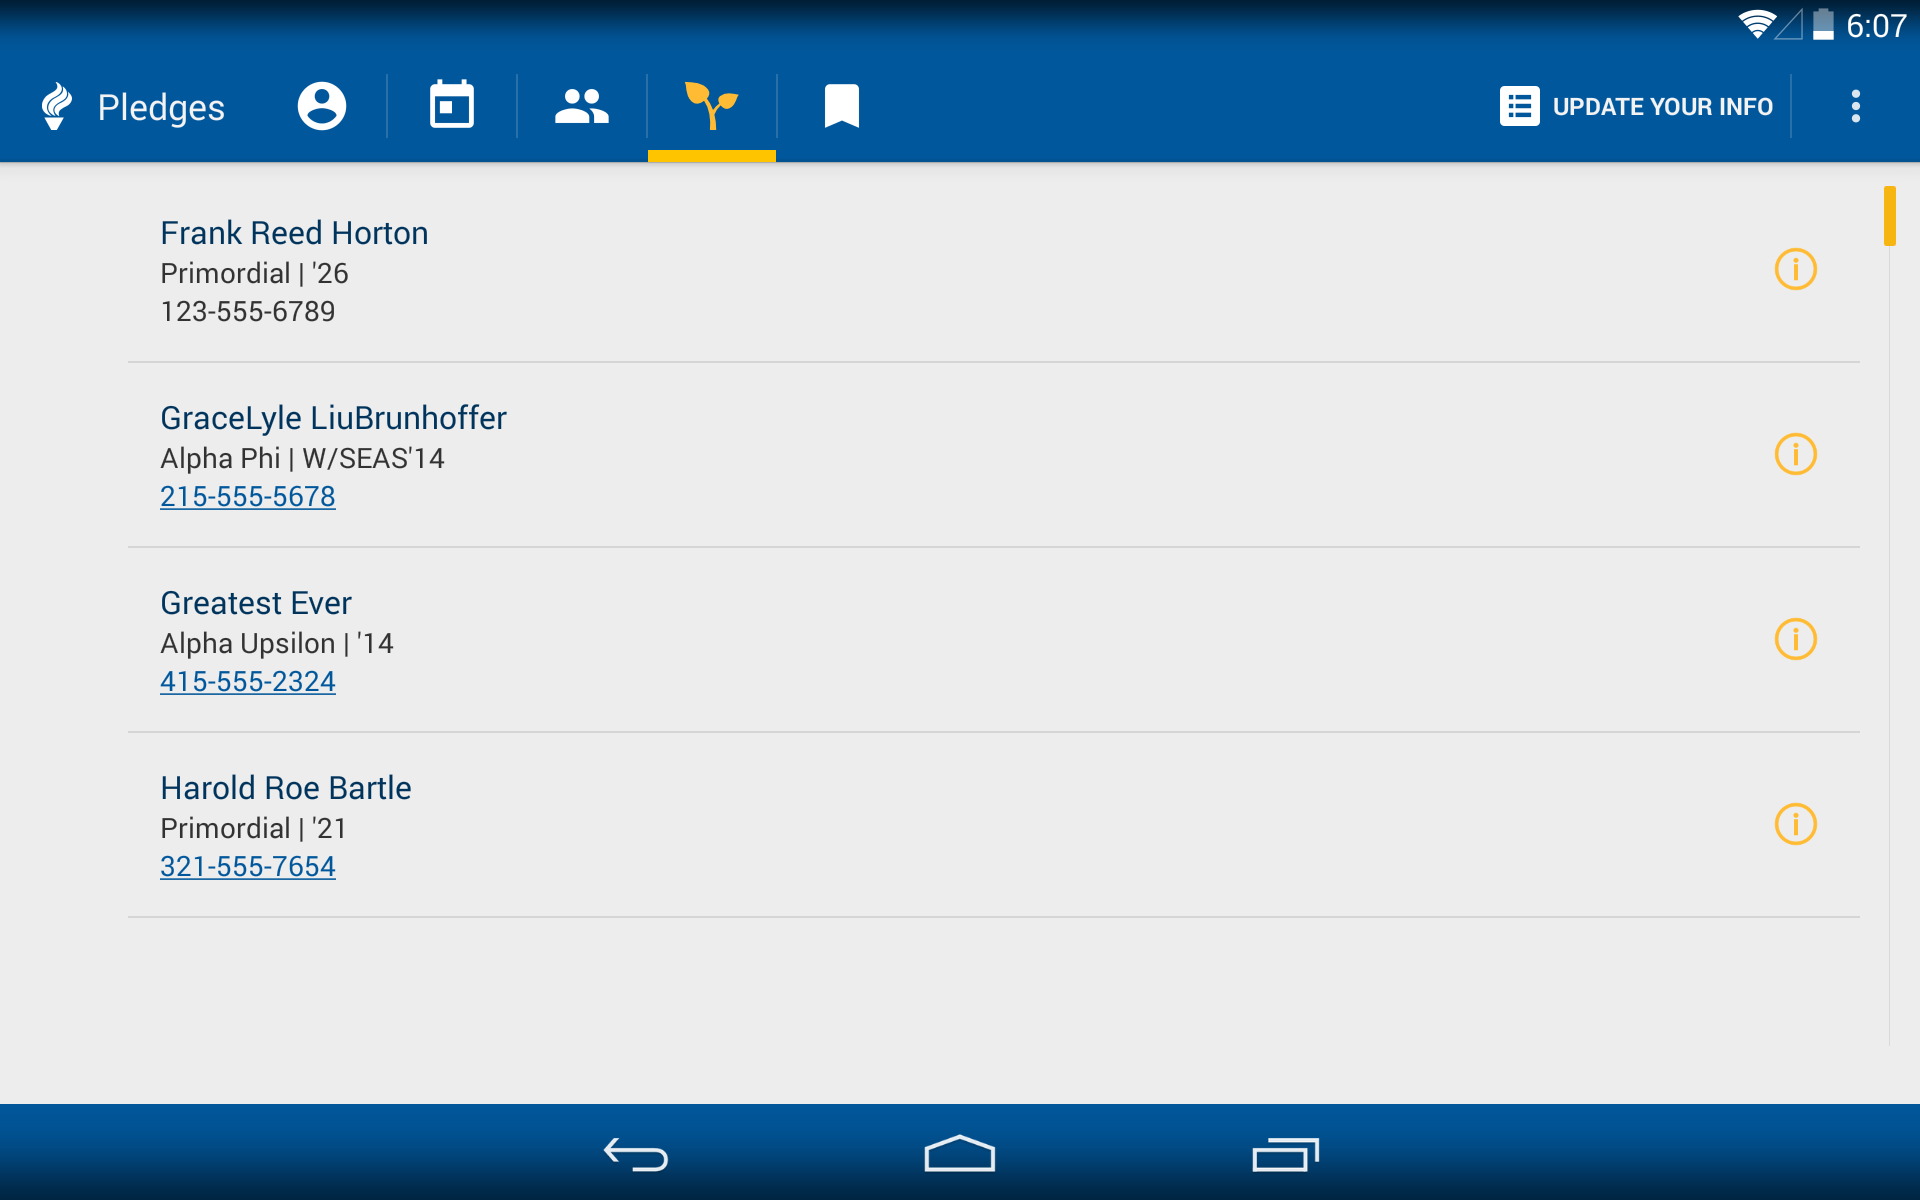 6:07
Pledges
UPDATE YOUR INFO
Frank Reed Horton
Primordial | '26
123-555-6789
GraceLyle LiuBrunhoffer
Alpha Phi | W/SEAS'14
215-555-5678
Greatest Ever
Alpha Upsilon | '14
415-555-2324
Harold Roe Bartle
Primordial | '21
321-555-7654